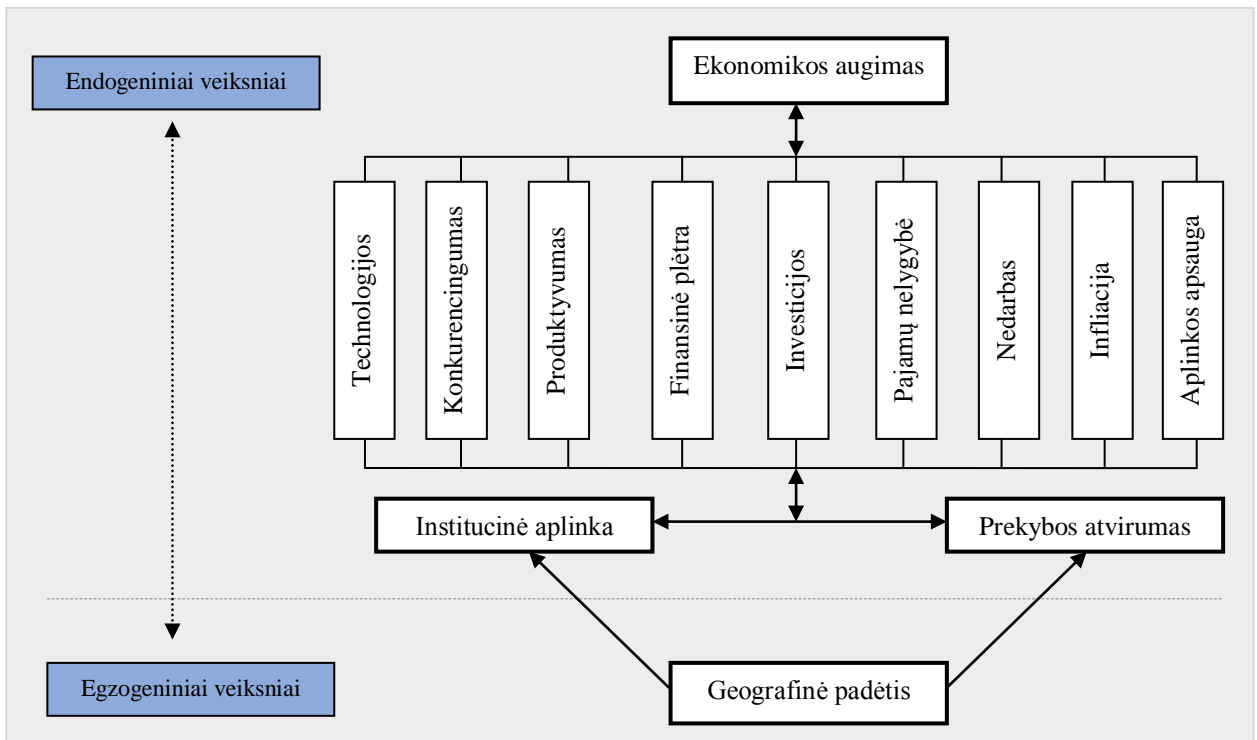 Endogeniniai veiksniai
Ekonomikos augimas
Technologijos
Konkurencingumas
Produktyvumas
Finansinė plėtra
Investicijos
Pajamų nelygybė
Nedarbas
Infliacija
Aplinkos apsauga
Institucinė aplinka
Prekybos atvirumas
Egzogeniniai veiksniai
Geografinė padėtis